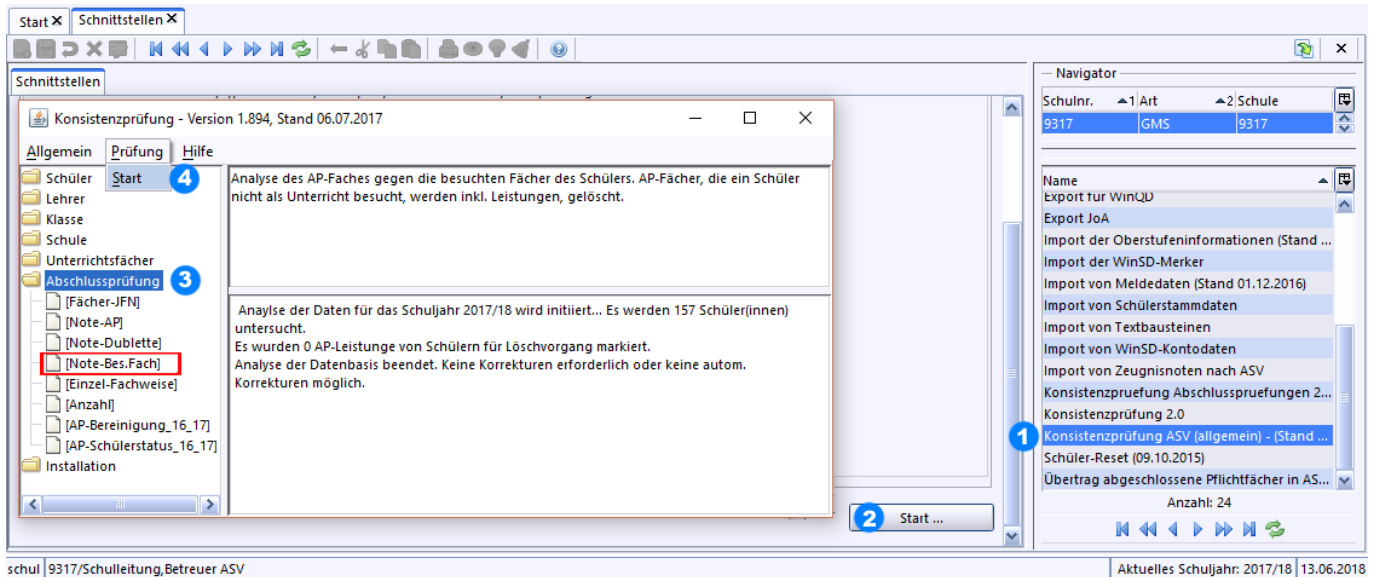 Start Schnittstellen
Schnittstellen
Konsistenzprüfung - Version 1.894, Stand 06.07.2017
Allgemein Prüfung Hilfe
Start 4
Schüler
Lehrer
Klasse
Schule
Unterrichtsfächer
Abschlussprüfung 3
[Fächer-JFN]
[Note-AP]
[Note-Dublette]
[Note-Bes.Fach]
[Einzel-Fachweise]
[Anzahl]
[AP-Bereinigung_16_17]
[AP-Schülerstatus_16_17]
Installation
Analyse des AP-Faches gegen die besuchten Fächer des Schülers. AP-Fächer, die ein Schüler
nicht als Unterricht besucht, werden inkl. Leistungen, gelöscht.
Anaylse der Daten für das Schuljahr 2017/18 wird initiiert... Es werden 157 Schüler(innen)
untersucht.
Es wurden 0 AP-Leistunge von Schülern für Löschvorgang markiert.
Analyse der Datenbasis beendet. Keine Korrekturen erforderlich oder keine autom.
Korrekturen möglich.
2 Start ...
Navigator
Schulnr. 1 Art 2 Schule
9317 GMS 9317
Name
Export für WinQD
Export JoA
Import der Oberstufeninformationen (Stand ...
Import der WinSD-Merker
Import von Meldedaten (Stand 01.12.2016)
Import von Schülerstammdaten
Import von Textbausteinen
Import von WinSD-Kontodaten
Import von Zeugnisnoten nach ASV
Konsistenzpruefung Abschlusspruefungen 2...
Konsistenzprüfung 2.0
1 Konsistenzprüfung ASV (allgemein) - (Stand ...
Schüler-Reset (09.10.2015)
Übertrag abgeschlossene Pflichtfächer in AS...
Anzahl: 24
schul 9317/Schulleitung,Betreuer ASV
Aktuelles Schuljahr: 2017/18 13.06.2018